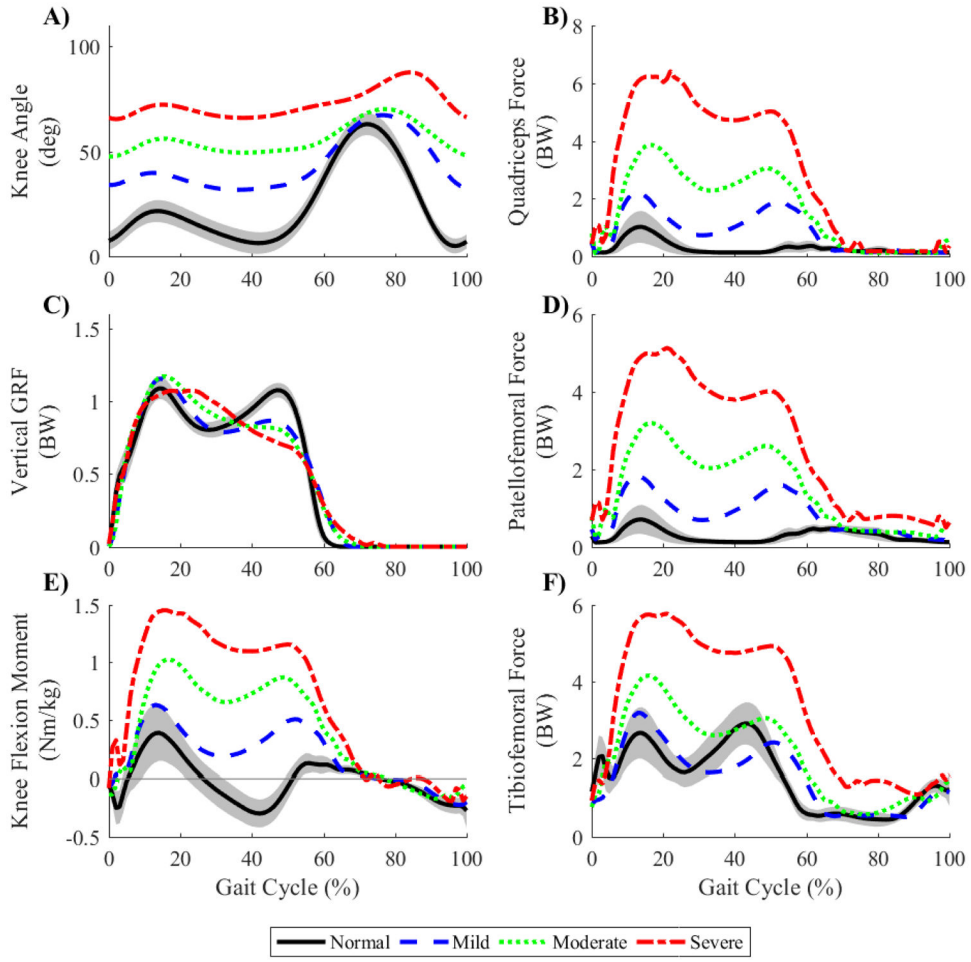 A)
100
50
0
0 20 40 60 80 100
Knee Angle
(deg)
B)
8
6
4
2
0
0 20 40 60 80 100
Quadriceps Force
(BW)
C)
1.5
1
0.5
0
0 20 40 60 80 100
Vertical GRF
(BW)
D)
6
4
2
0
0 20 40 60 80 100
Patellofemoral Force
(BW)
E)
1.5
1
0.5
0
-0.5
0 20 40 60 80 100
Knee Flexion Moment
(Nm/kg)
Gait Cycle (%)
F)
6
4
2
0
0 20 40 60 80 100
Tibiofemoral Force
(BW)
Gait Cycle (%)
Normal Mild Moderate Severe